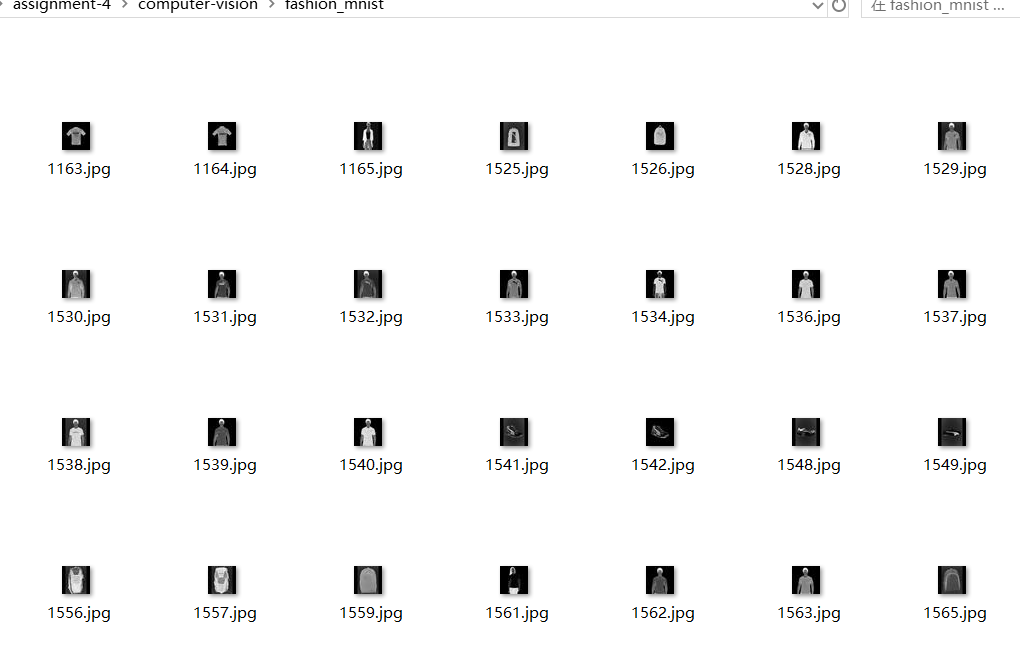 assignment-4 > computer-vision > fashion_mnist
在 fashion_mnist ...
1163.jpg 1164.jpg 1165.jpg 1525.jpg 1526.jpg 1528.jpg 1529.jpg
1530.jpg 1531.jpg 1532.jpg 1533.jpg 1534.jpg 1536.jpg 1537.jpg
1538.jpg 1539.jpg 1540.jpg 1541.jpg 1542.jpg 1548.jpg 1549.jpg
1556.jpg 1557.jpg 1559.jpg 1561.jpg 1562.jpg 1563.jpg 1565.jpg